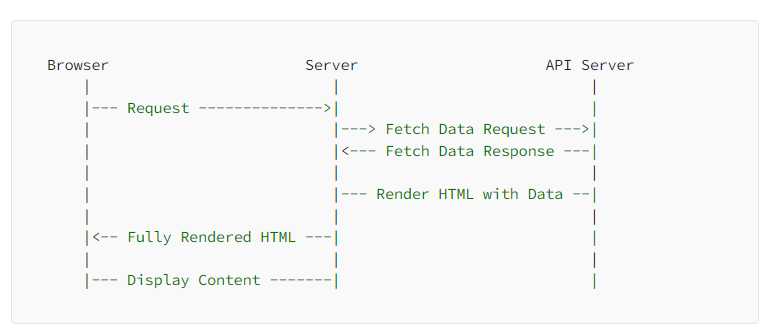 Browser Server API Server
| | |
|--- Request -------------->| |
| |---> Fetch Data Request --->|
| |<--- Fetch Data Response ---|
| | |
| |--- Render HTML with Data --|
| | |
|<-- Fully Rendered HTML ---| |
| | |
|--- Display Content -------| |